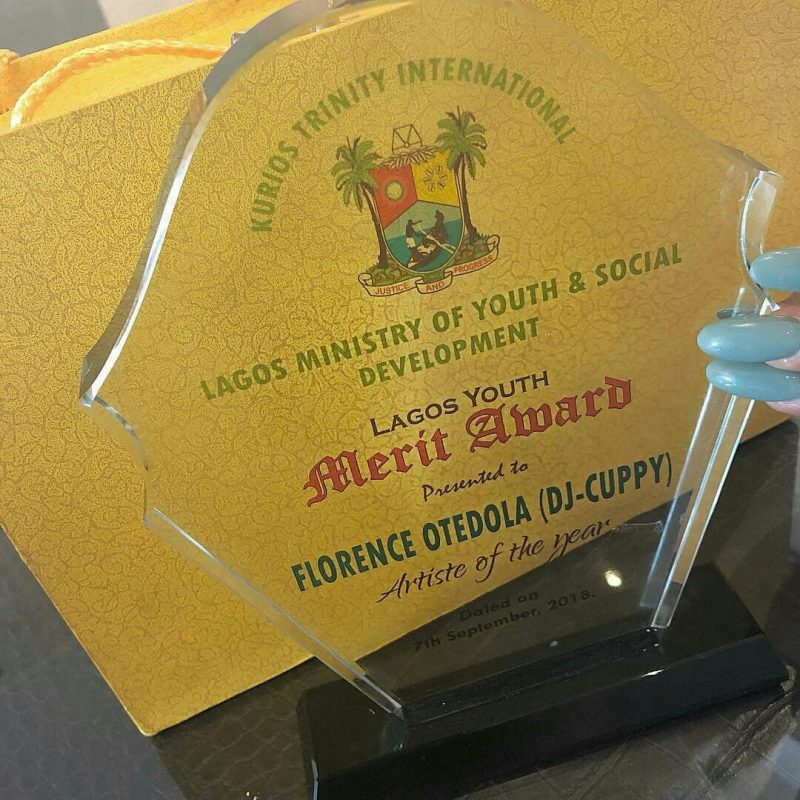 KURIOS TRINITY INTERNATIONAL
JUSTICE AND PROGRESS
LAGOS MINISTRY OF YOUTH & SOCIAL
DEVELOPMENT
LAGOS YOUTH
Merit Award
Presented to
FLORENCE OTEDOLA (DJ-CUPPY)
Artiste of the year
Dated on
7th September, 2018.